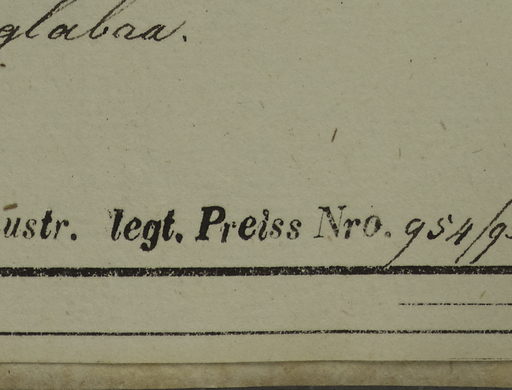 glabra.
ustr. legt. Preiss Nro. 954/9